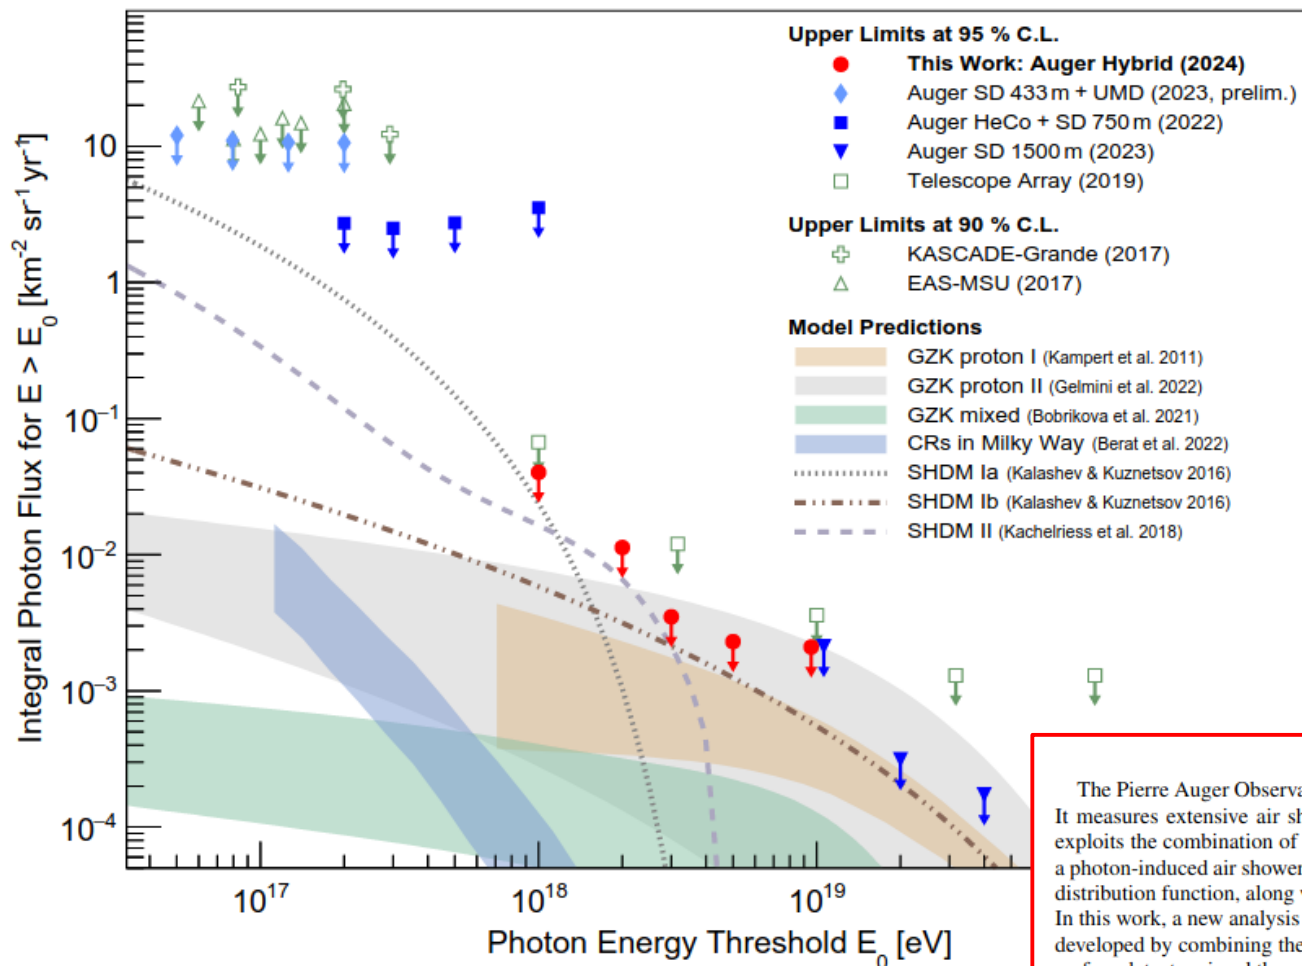 Upper Limits at 95 % C.L.
This Work: Auger Hybrid (2024)
Auger SD 433 m + UMD (2023, prelim.)
Auger HeCo + SD 750 m (2022)
Auger SD 1500 m (2023)
Telescope Array (2019)
Upper Limits at 90 % C.L.
KASCADE-Grande (2017)
EAS-MSU (2017)
Model Predictions
GZK proton I (Kampert et al. 2011)
GZK proton II (Gelmini et al. 2022)
GZK mixed (Bobrikova et al. 2021)
CRs in Milky Way (Berat et al. 2022)
SHDM Ia (Kalashev & Kuznetsov 2016)
SHDM Ib (Kalashev & Kuznetsov 2016)
SHDM II (Kachelriess et al. 2018)
Integral Photon Flux for E > E₀ [km⁻² sr⁻¹ yr⁻¹]
10
1
10⁻¹
10⁻²
10⁻³
10⁻⁴
10¹⁷
10¹⁸
10¹⁹
Photon Energy Threshold E₀ [eV]
The Pierre Auger Observa
It measures extensive air sh
exploits the combination of
a photon-induced air shower
distribution function, along
In this work, a new analysis
developed by combining the